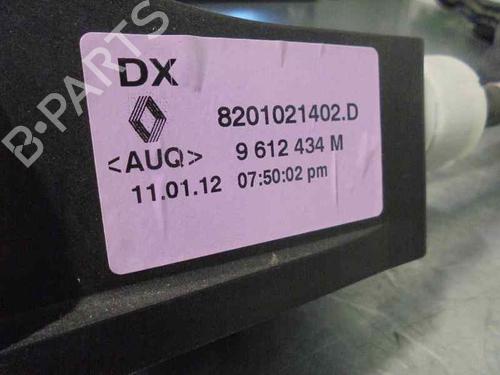 B-PARTS
DX
8201021402.D
<AUQ> 9 612 434 M
11.01.12 07:50:02 pm